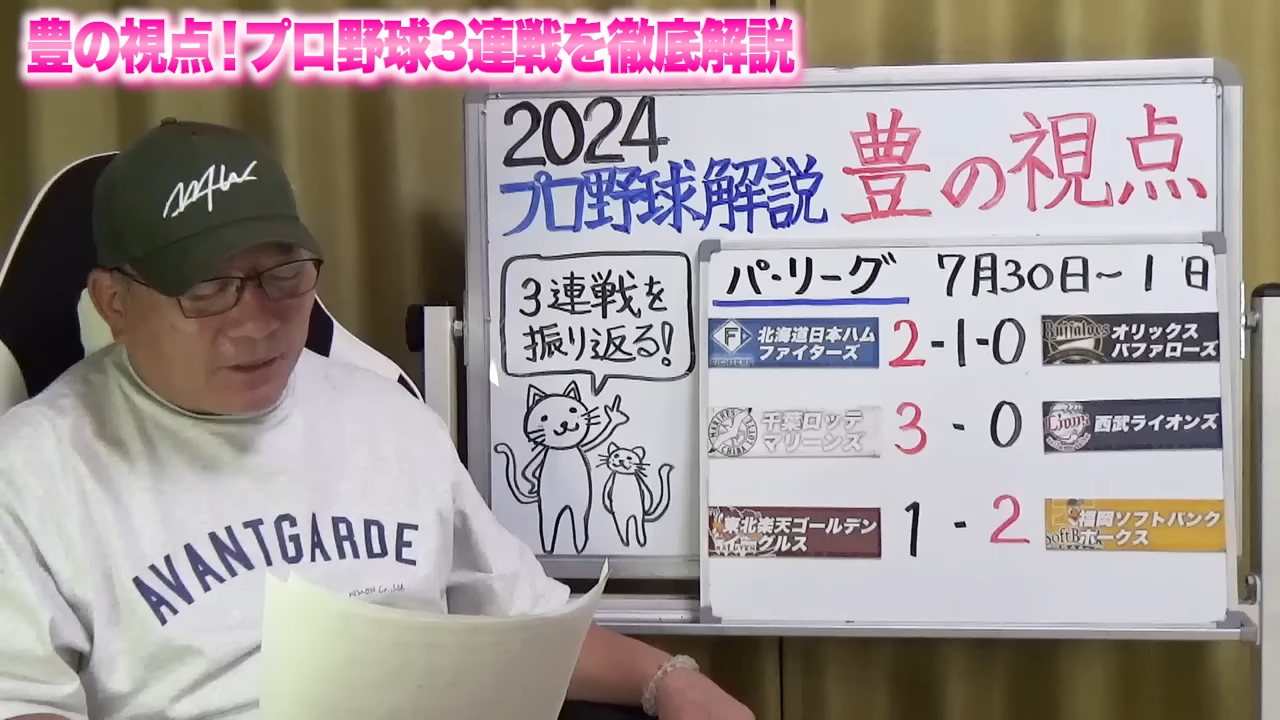 豊の視点!プロ野球3連戦を徹底解説
2024
プロ野球解説 豊の視点
3連戦を
振り返る!
パ・リーグ 7月30日~1日
北海道日本ハム
ファイターズ
2-1-0
オリックス
バファローズ
千葉ロッテ
マリーンズ
3-0
西武ライオンズ
東北楽天ゴールデン
イーグルス
1-2
福岡ソフトバンク
ホークス
AVANTGARDE